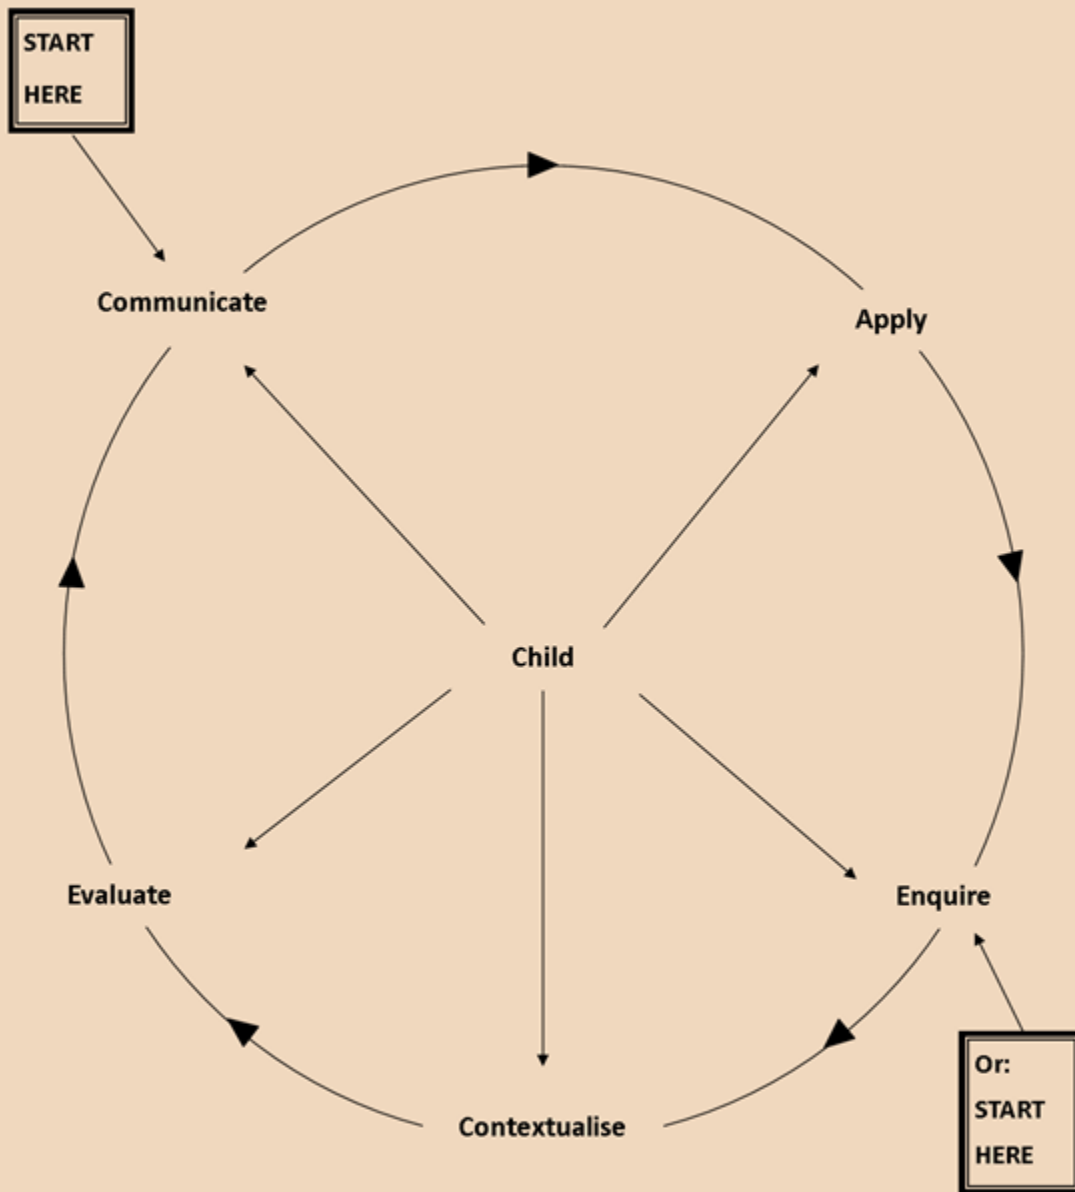 START
HERE
Communicate
Apply
Child
Evaluate
Enquire
Contextualise
Or:
START
HERE